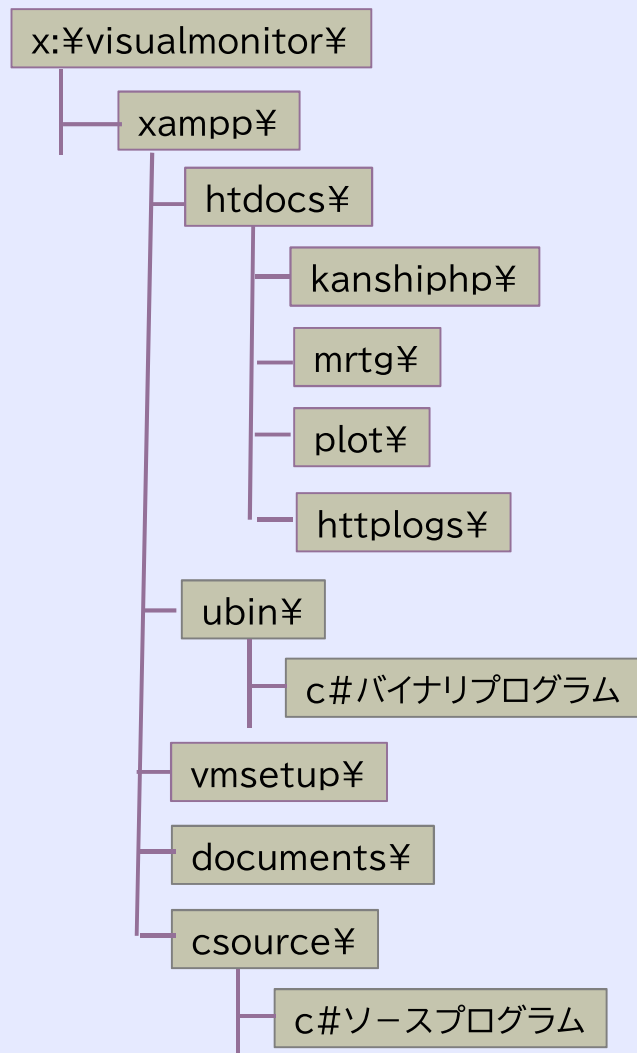 x:¥visualmonitor¥
xampp¥
htdocs¥
kanshiphp¥
mrtg¥
plot¥
httplogs¥
ubin¥
c#バイナリプログラム
vmsetup¥
documents¥
csource¥
c#ソースプログラム